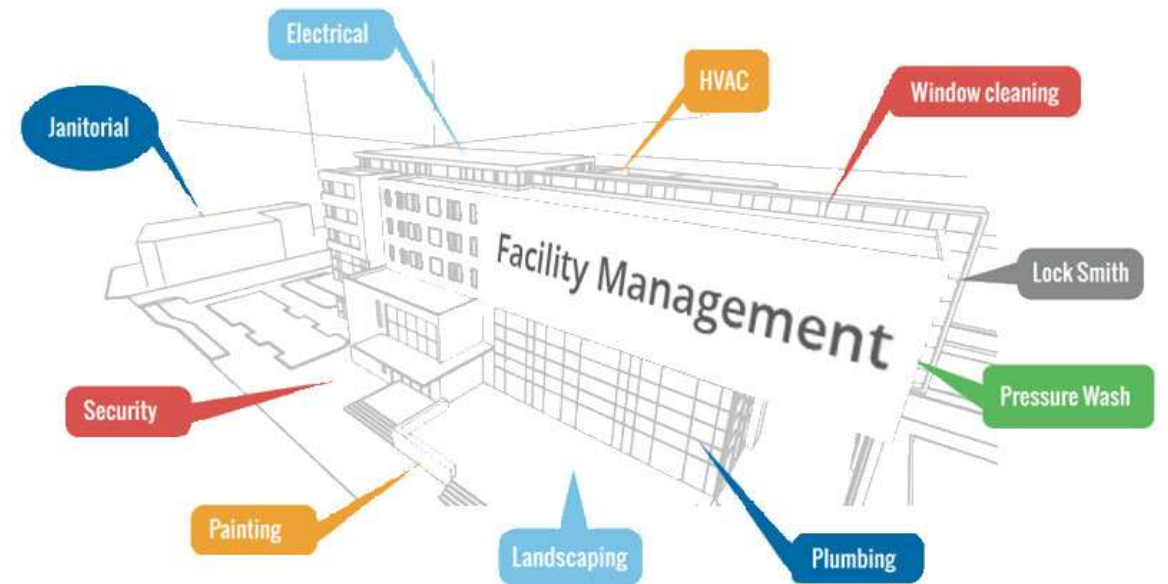 Electrical
HVAC
Window cleaning
Janitorial
Facility Management
Lock Smith
Pressure Wash
Security
Painting
Landscaping
Plumbing